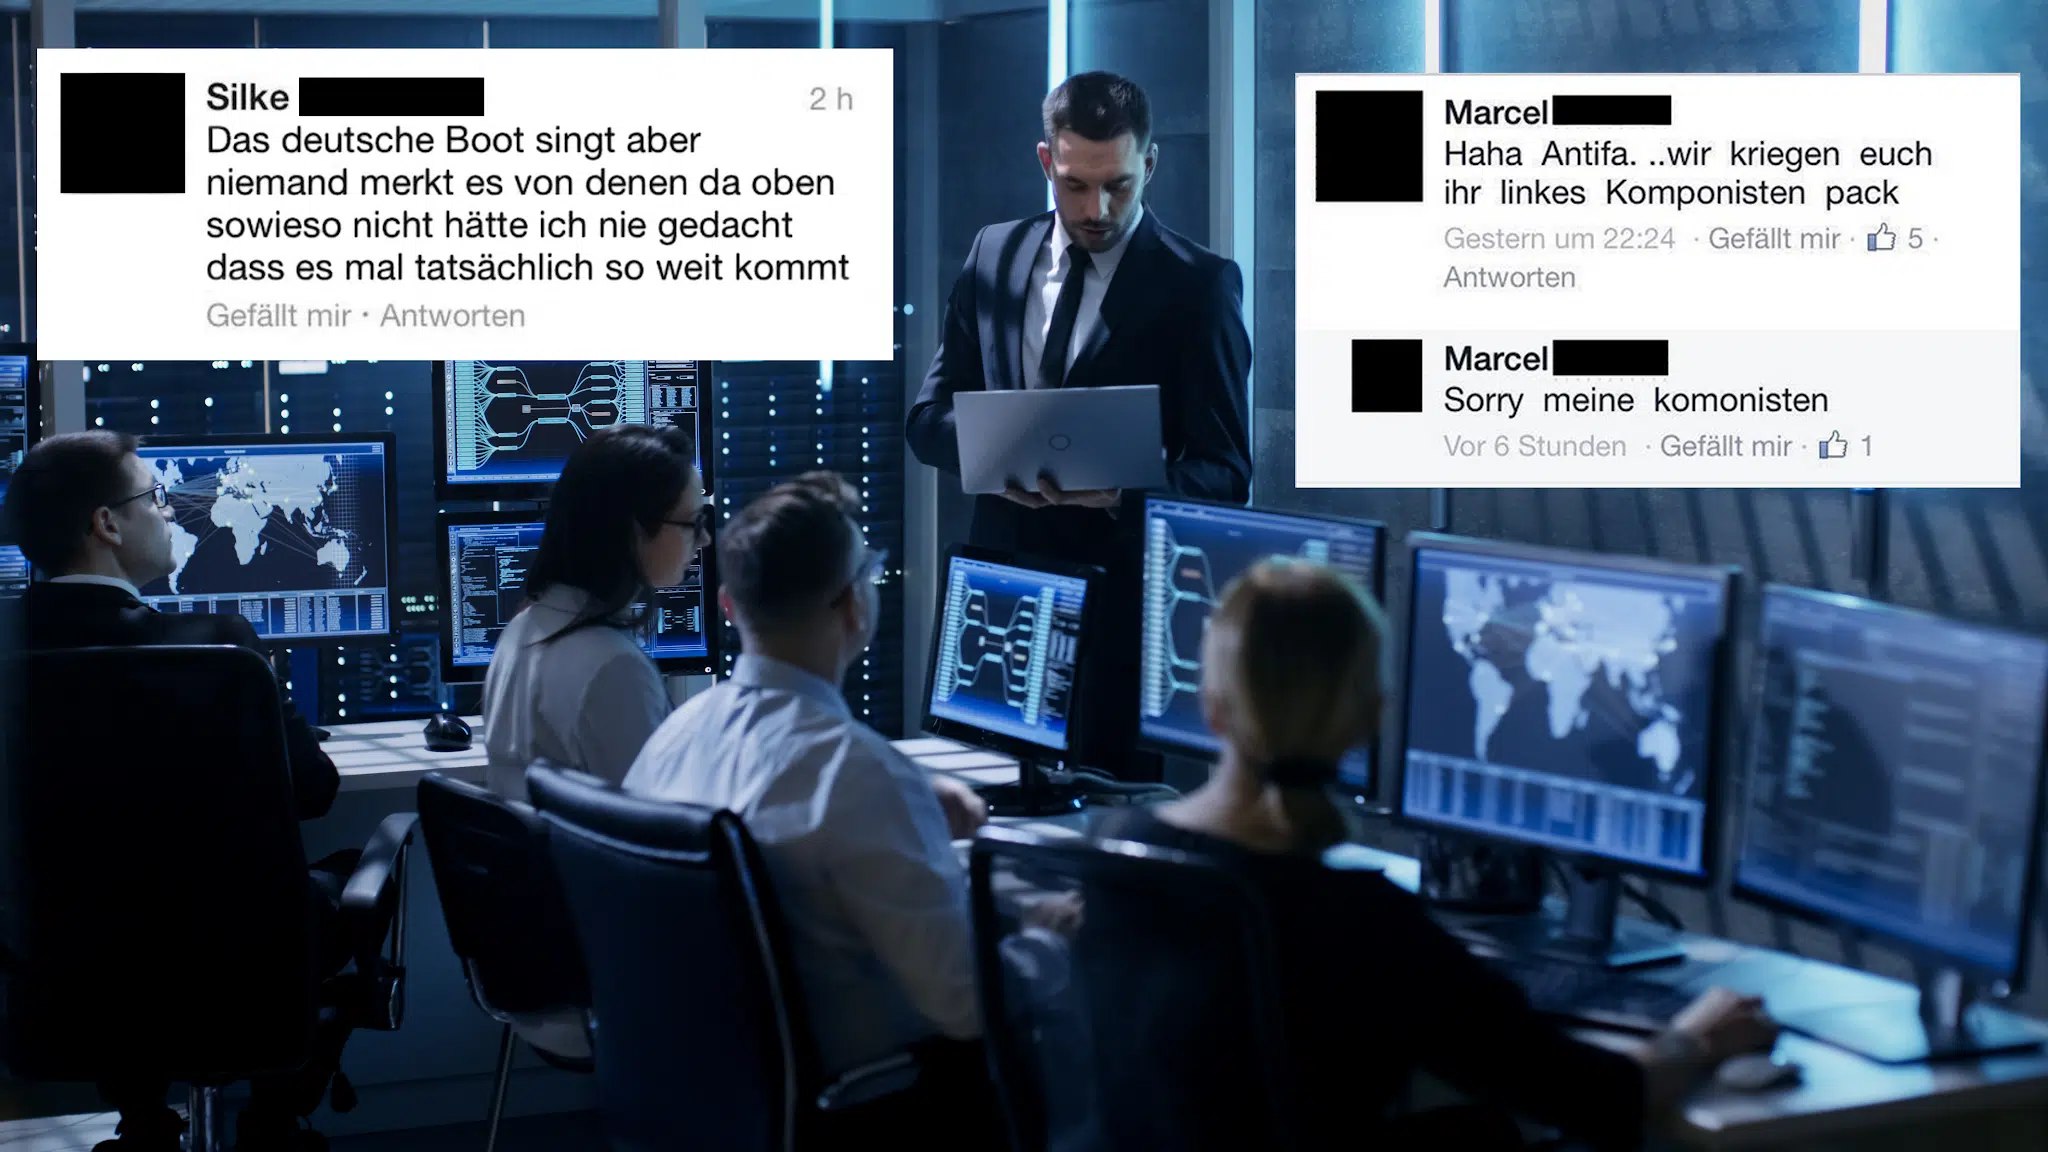 Silke
2 h
Das deutsche Boot singt aber
niemand merkt es von denen da oben
sowieso nicht hätte ich nie gedacht
dass es mal tatsächlich so weit kommt
Gefällt mir · Antworten
Marcel
Haha Antifa. ..wir kriegen euch
ihr linkes Komponisten pack
Gestern um 22:24 · Gefällt mir · 5 ·
Antworten
Marcel
Sorry meine komonisten
Vor 6 Stunden · Gefällt mir · 1